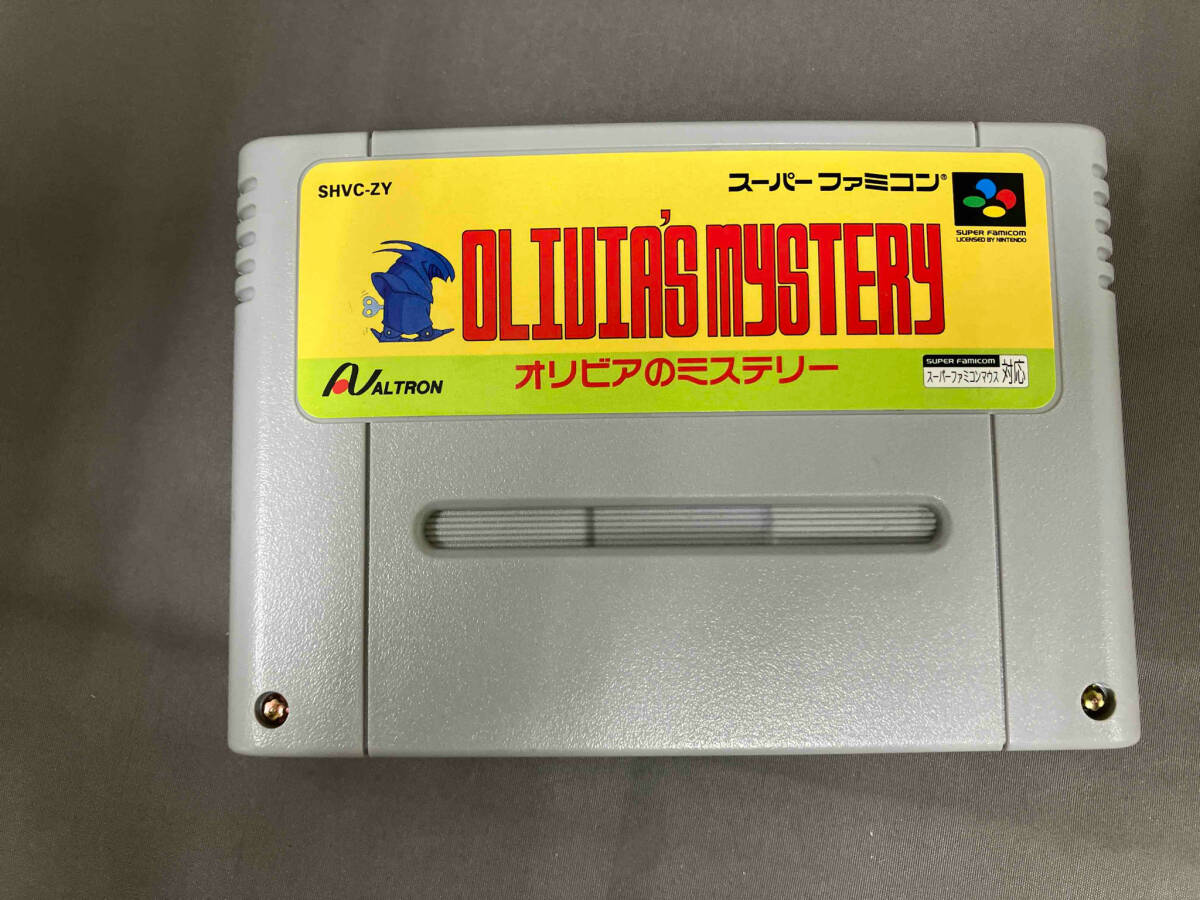 SHVC-ZY
スーパーファミコン®
SUPER FAMICOM
LICENSED BY NINTENDO
OLIVIA'S MYSTERY
ALTRON
オリビアのミステリー
SUPER FAMICOM
スーパーファミコンマウス 対応